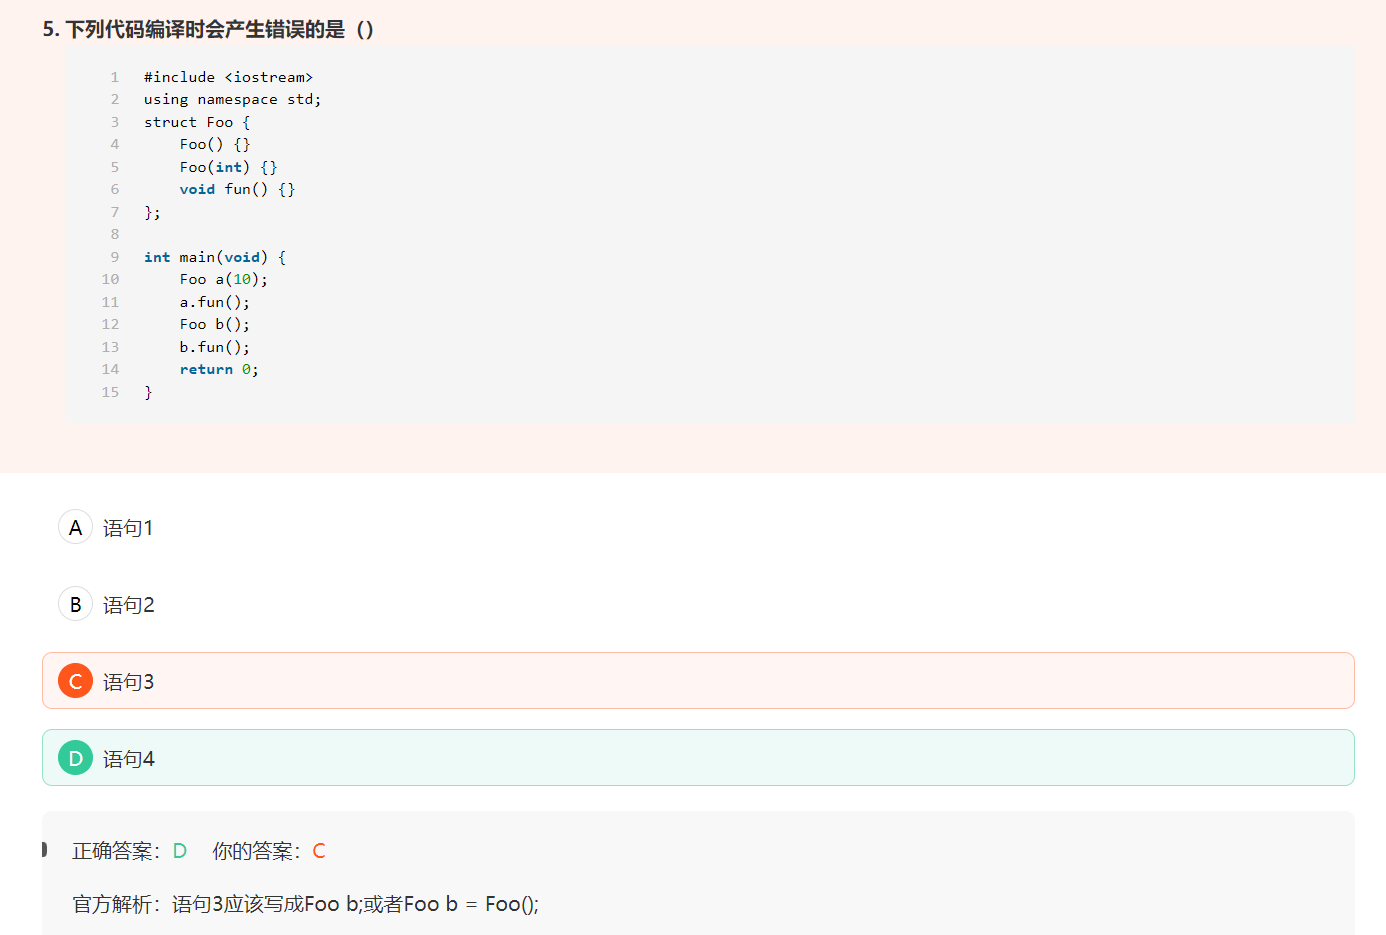 5. 下列代码编译时会产生错误的是（）
1 #include <iostream>
2 using namespace std;
3 struct Foo {
4     Foo() {}
5     Foo(int) {}
6     void fun() {}
7 };
8
9 int main(void) {
10     Foo a(10);
11     a.fun();
12     Foo b();
13     b.fun();
14     return 0;
15 }
A 语句1
B 语句2
C 语句3
D 语句4
正确答案：D 你的答案：C
官方解析：语句3应该写成Foo b;或者Foo b = Foo();